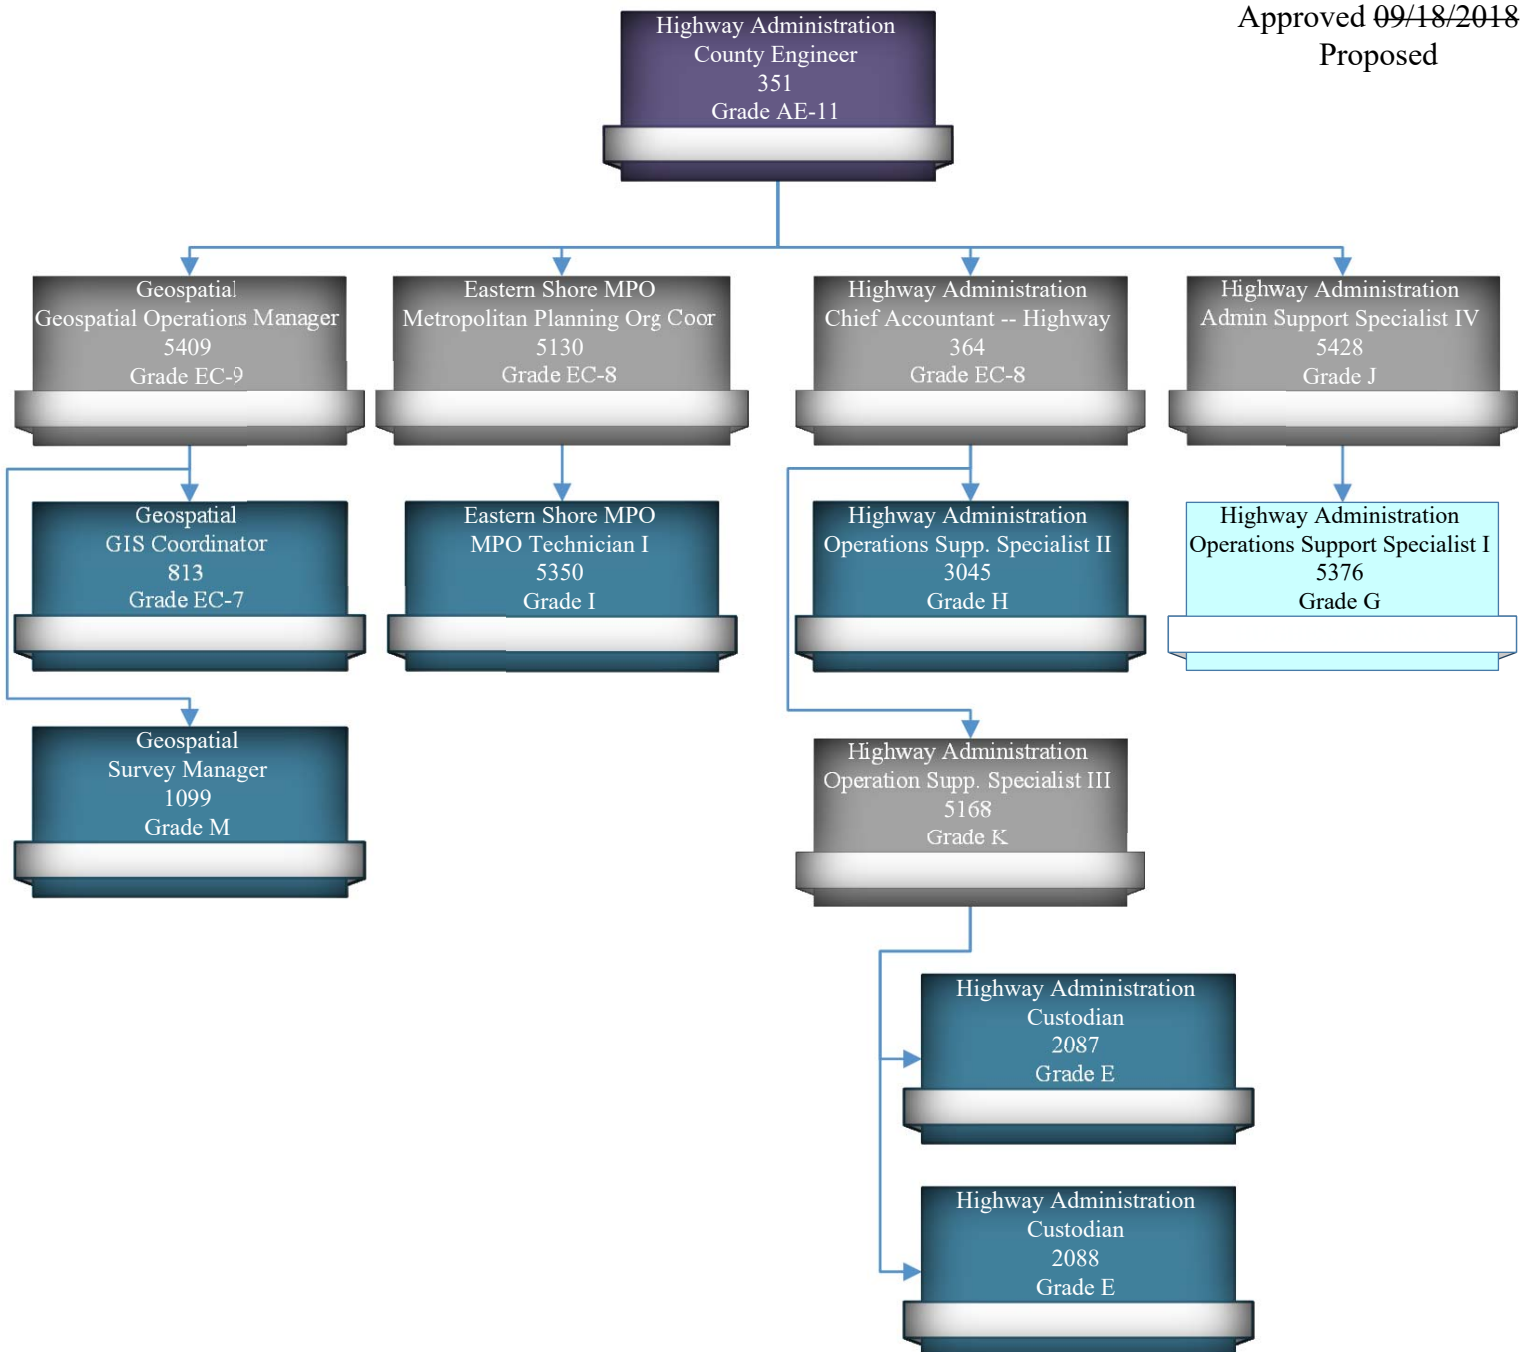 Approved 09/18/2018
Proposed
Highway Administration
County Engineer
351
Grade AE-11
Geospatial
Geospatial Operations Manager
5409
Grade EC-9
Eastern Shore MPO
Metropolitan Planning Org Coor
5130
Grade EC-8
Highway Administration
Chief Accountant -- Highway
364
Grade EC-8
Highway Administration
Admin Support Specialist IV
5428
Grade J
Geospatial
GIS Coordinator
813
Grade EC-7
Eastern Shore MPO
MPO Technician I
5350
Grade I
Highway Administration
Operations Supp. Specialist II
3045
Grade H
Highway Administration
Operations Support Specialist I
5376
Grade G
Geospatial
Survey Manager
1099
Grade M
Highway Administration
Operation Supp. Specialist III
5168
Grade K
Highway Administration
Custodian
2087
Grade E
Highway Administration
Custodian
2088
Grade E